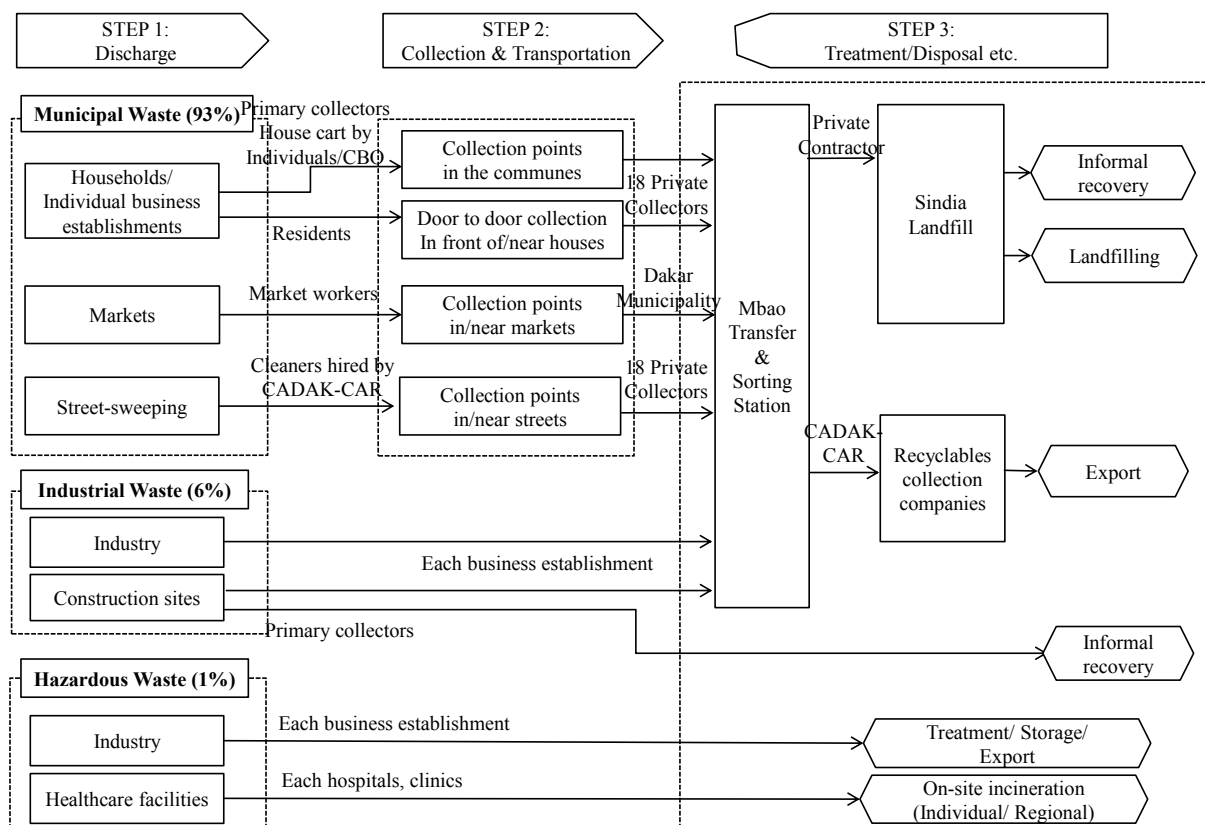 STEP 1:
Discharge
STEP 2:
Collection & Transportation
STEP 3:
Treatment/Disposal etc.
Municipal Waste (93%)
Primary collectors
House cart by
Individuals/CBO
Households/
Individual business
establishments
Residents
Collection points
in the communes
18 Private
Collectors
Door to door collection
In front of/near houses
Markets
Market workers
Collection points
in/near markets
Dakar
Municipality
Street-sweeping
Cleaners hired by
CADAK-CAR
Collection points
in/near streets
18 Private
Collectors
Mbao
Transfer
&
Sorting
Station
Private
Contractor
Sindia
Landfill
Informal
recovery
Landfilling
CADAK-
CAR
Recyclables
collection
companies
Export
Industrial Waste (6%)
Industry
Each business establishment
Construction sites
Primary collectors
Informal
recovery
Hazardous Waste (1%)
Industry
Each business establishment
Treatment/ Storage/
Export
Healthcare facilities
Each hospitals, clinics
On-site incineration
(Individual/ Regional)